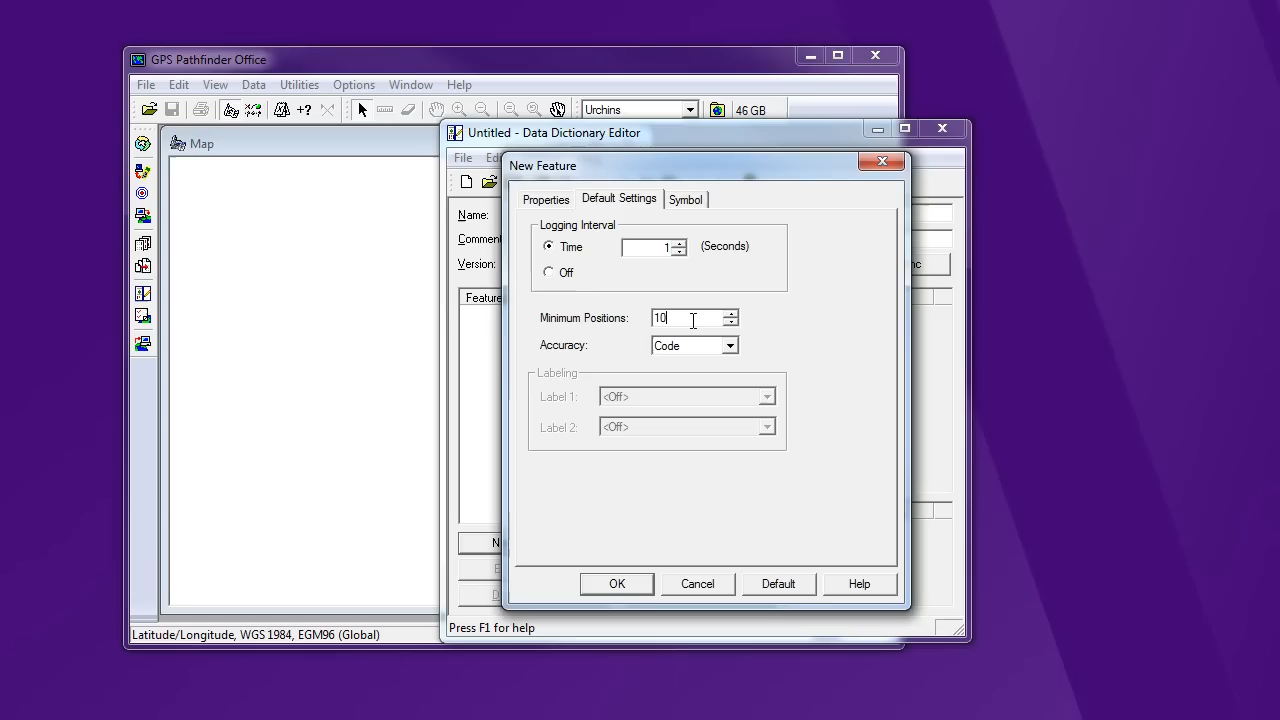 GPS Pathfinder Office
File Edit View Data Utilities Options Window Help
Urchins 46 GB
Map
Untitled - Data Dictionary Editor
File
New Feature
Properties Default Settings Symbol
Name:
Version:
Feature
Logging Interval
Time 1 (Seconds)
Off
Minimum Positions: 10
Accuracy: Code
Labeling
Label 1: <Off>
Label 2: <Off>
OK Cancel Default Help
Press F1 for help
Latitude/Longitude, WGS 1984, EGM96 (Global)